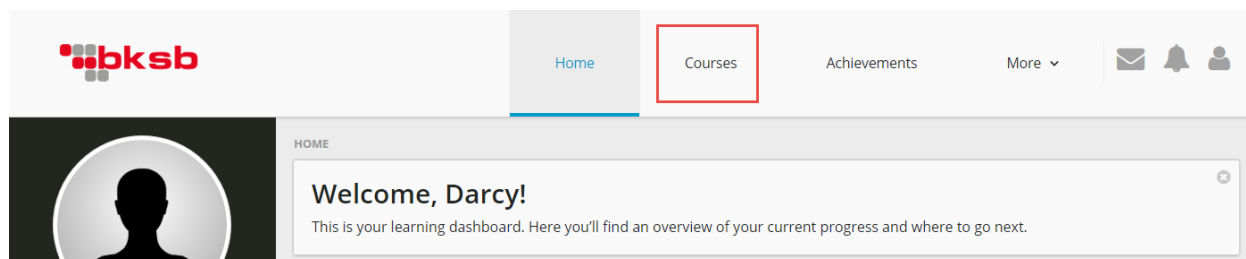 bksb
Home Courses Achievements More
HOME
Welcome, Darcy!
This is your learning dashboard. Here you’ll find an overview of your current progress and where to go next.